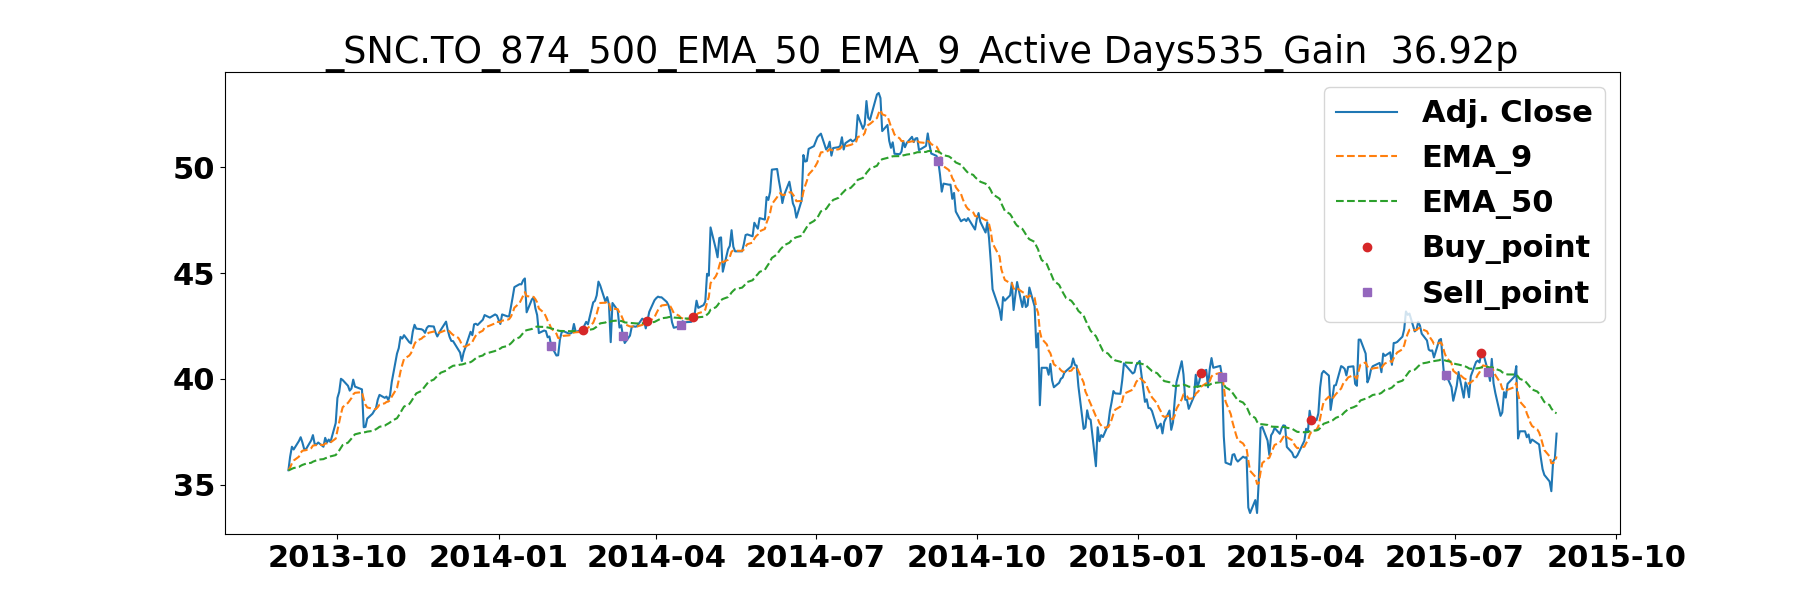 _SNC.TO_874_500_EMA_50_EMA_9_Active Days535_Gain  36.92p
Adj. Close
EMA_9
EMA_50
Buy_point
Sell_point
50
45
40
35
2013-10 2014-01 2014-04 2014-07 2014-10 2015-01 2015-04 2015-07 2015-10